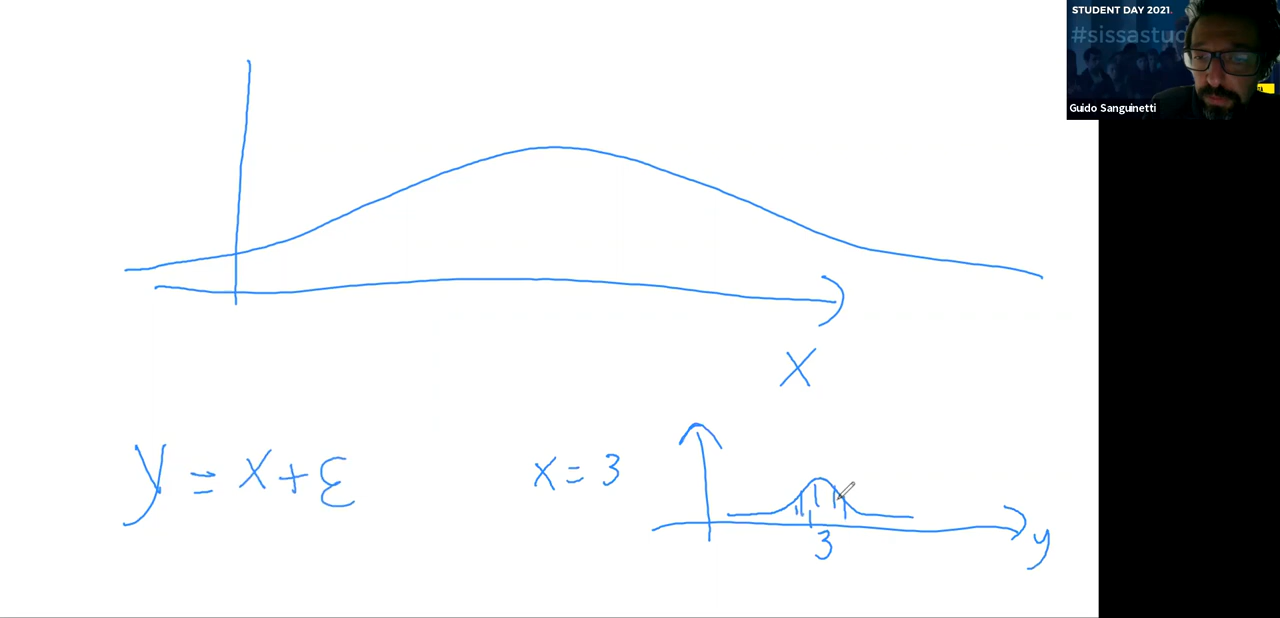 STUDENT DAY 2021
#sissastud
Guido Sanguinetti
X
y = x + ε
x = 3
3
y